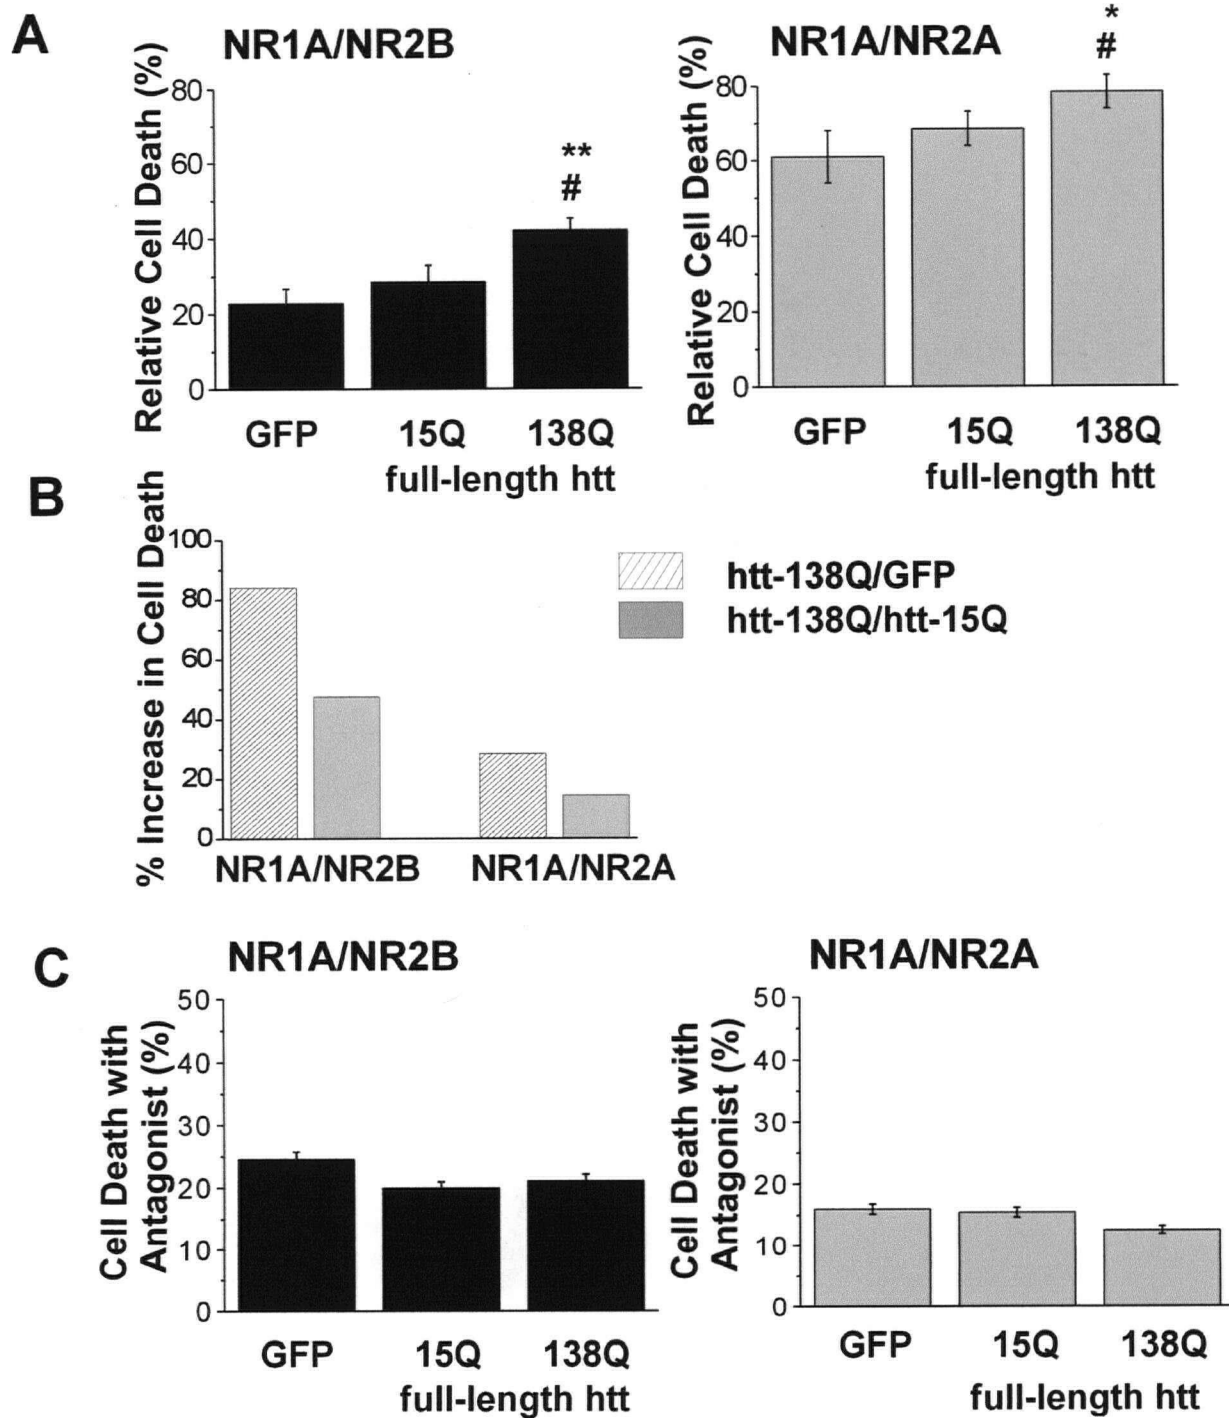 A
NR1A/NR2B
Relative Cell Death (%)
80
60
40
20
0
**
#
GFP 15Q 138Q
full-length htt
NR1A/NR2A
Relative Cell Death (%)
80
60
40
20
0
*
#
GFP 15Q 138Q
full-length htt
B
% Increase in Cell Death
100
80
60
40
20
0
NR1A/NR2B NR1A/NR2A
htt-138Q/GFP
htt-138Q/htt-15Q
C
NR1A/NR2B
Cell Death with
Antagonist (%)
50
40
30
20
10
0
GFP 15Q 138Q
full-length htt
NR1A/NR2A
Cell Death with
Antagonist (%)
50
40
30
20
10
0
GFP 15Q 138Q
full-length htt